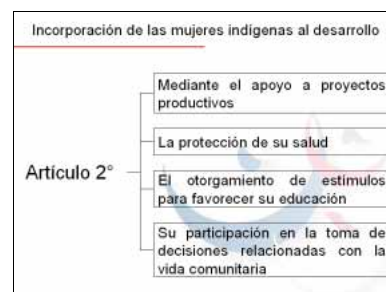 Incorporación de las mujeres indígenas al desarrollo
Artículo 2°
Mediante el apoyo a proyectos
productivos
La protección de su salud
El otorgamiento de estímulos
para favorecer su educación
Su participación en la toma de
decisiones relacionadas con la
vida comunitaria